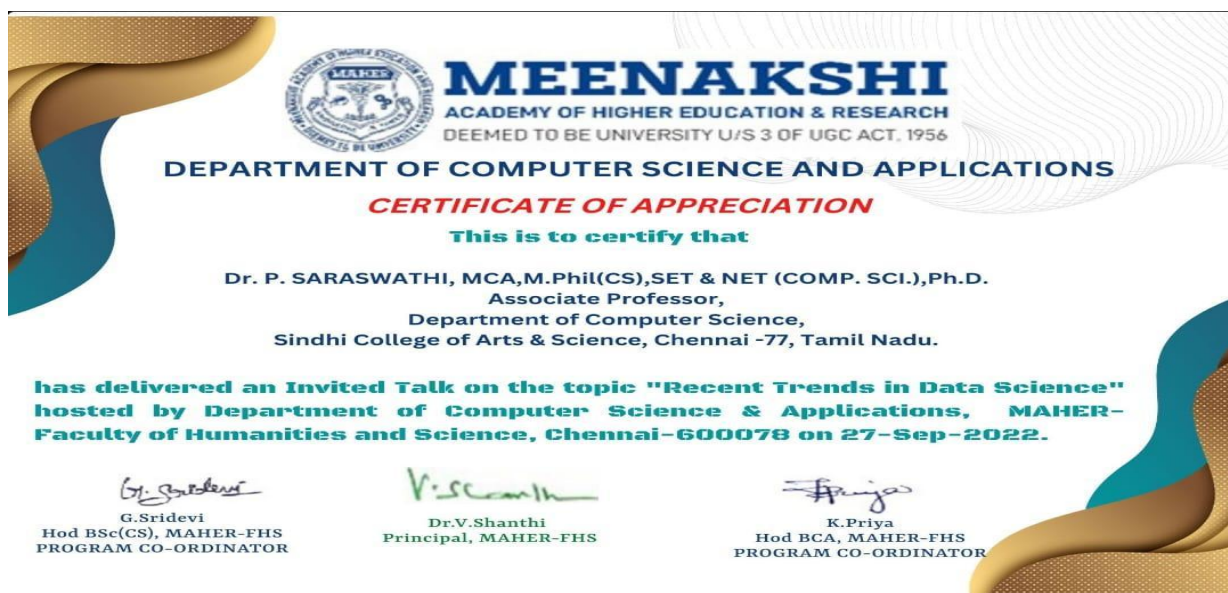 MEENAKSHI
ACADEMY OF HIGHER EDUCATION & RESEARCH
DEEMED TO BE UNIVERSITY U/S 3 OF UGC ACT. 1956
MAHER
DEPARTMENT OF COMPUTER SCIENCE AND APPLICATIONS
CERTIFICATE OF APPRECIATION
This is to certify that
Dr. P. SARASWATHI, MCA,M.Phil(CS),SET & NET (COMP. SCI.),Ph.D.
Associate Professor,
Department of Computer Science,
Sindhi College of Arts & Science, Chennai -77, Tamil Nadu.
has delivered an Invited Talk on the topic "Recent Trends in Data Science"
hosted by Department of Computer Science & Applications, MAHER-
Faculty of Humanities and Science, Chennai-600078 on 27-Sep-2022.
G. Sridevi
G.Sridevi
Hod BSc(CS), MAHER-FHS
PROGRAM CO-ORDINATOR
Dr.V.Shanthi
Principal, MAHER-FHS
K.Priya
Hod BCA, MAHER-FHS
PROGRAM CO-ORDINATOR